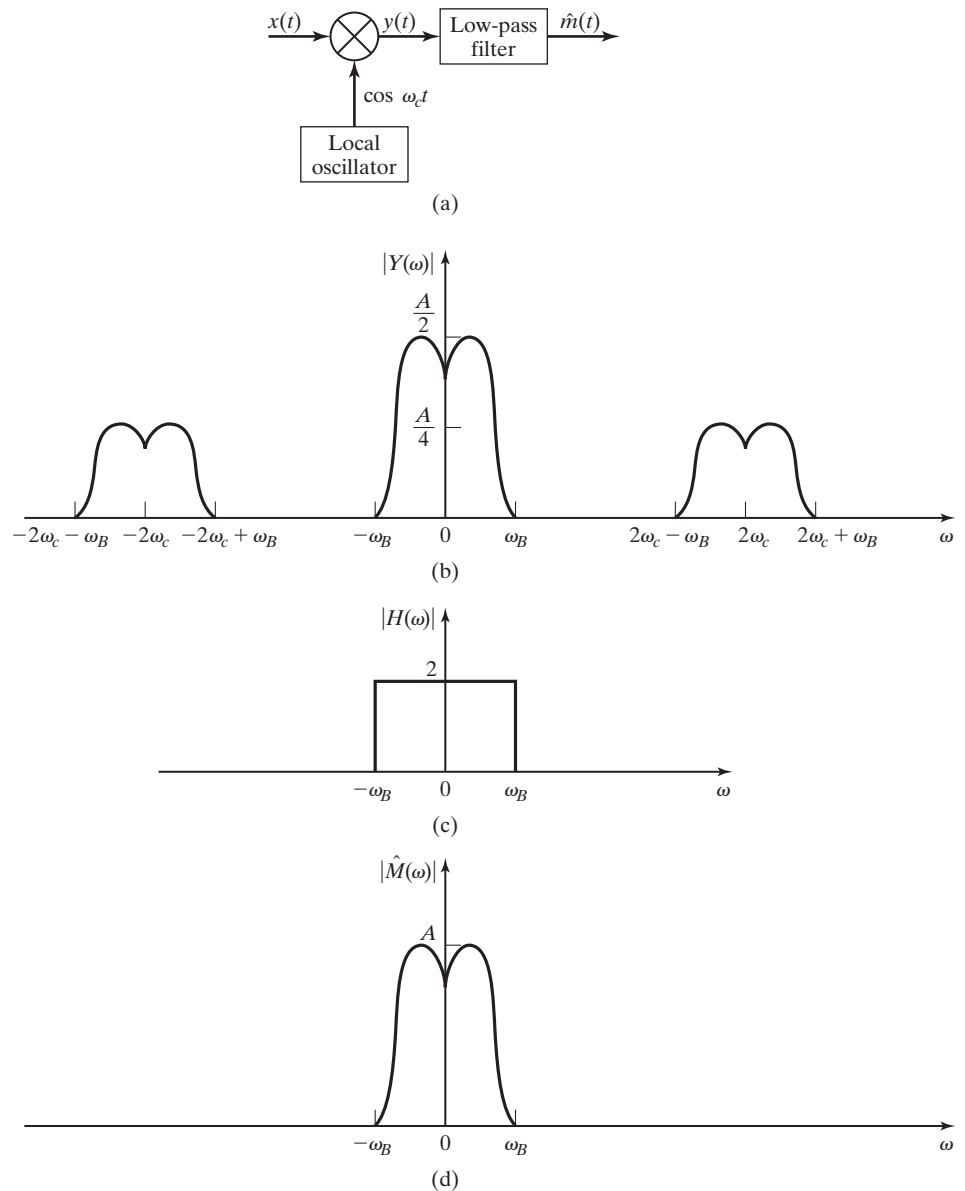 x(t) y(t) Low-pass filter m̂(t)
cos ω_c t
Local
oscillator
(a)
|Y(ω)|
A/2
A/4
−2ω_c − ω_B −2ω_c −2ω_c + ω_B −ω_B 0 ω_B 2ω_c − ω_B 2ω_c 2ω_c + ω_B ω
(b)
|H(ω)|
2
−ω_B 0 ω_B ω
(c)
|M̂(ω)|
A
−ω_B 0 ω_B ω
(d)